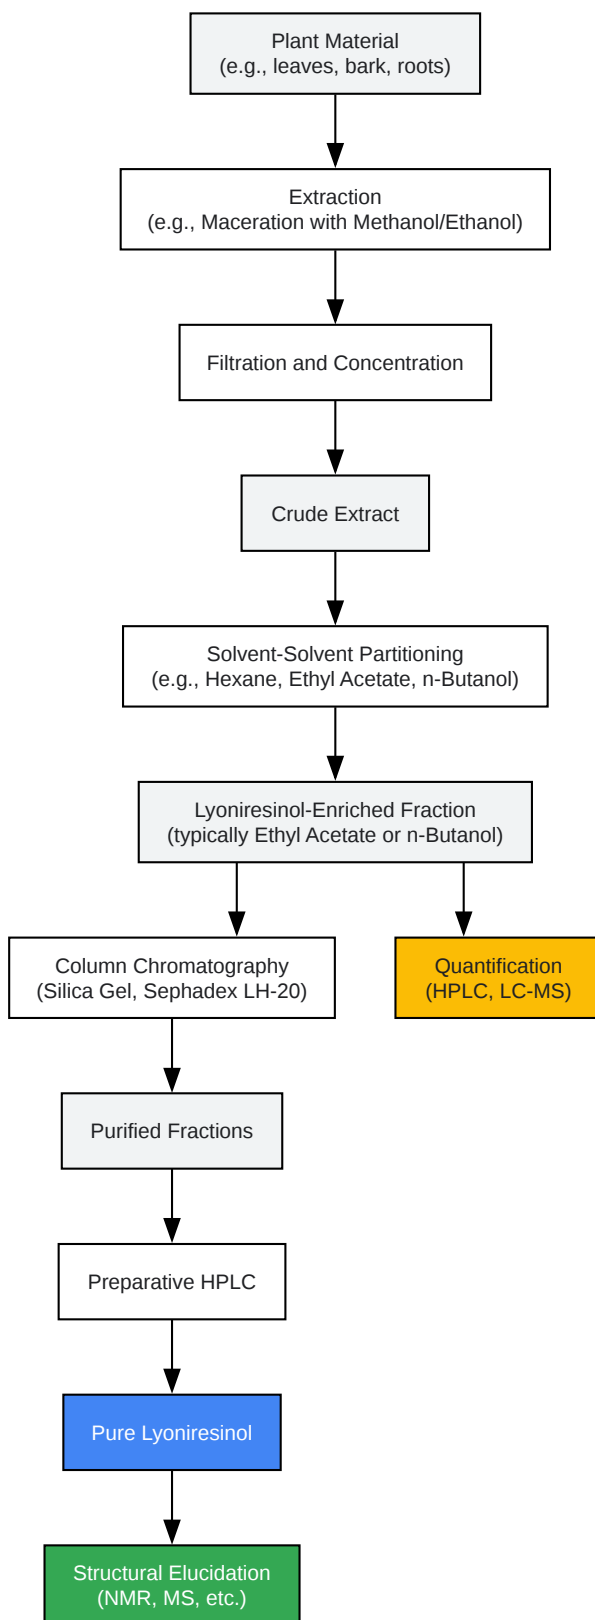 Plant Material
(e.g., leaves, bark, roots)
Extraction
(e.g., Maceration with Methanol/Ethanol)
Filtration and Concentration
Crude Extract
Solvent-Solvent Partitioning
(e.g., Hexane, Ethyl Acetate, n-Butanol)
Lyoniresinol-Enriched Fraction
(typically Ethyl Acetate or n-Butanol)
Column Chromatography
(Silica Gel, Sephadex LH-20)
Quantification
(HPLC, LC-MS)
Purified Fractions
Preparative HPLC
Pure Lyoniresinol
Structural Elucidation
(NMR, MS, etc.)